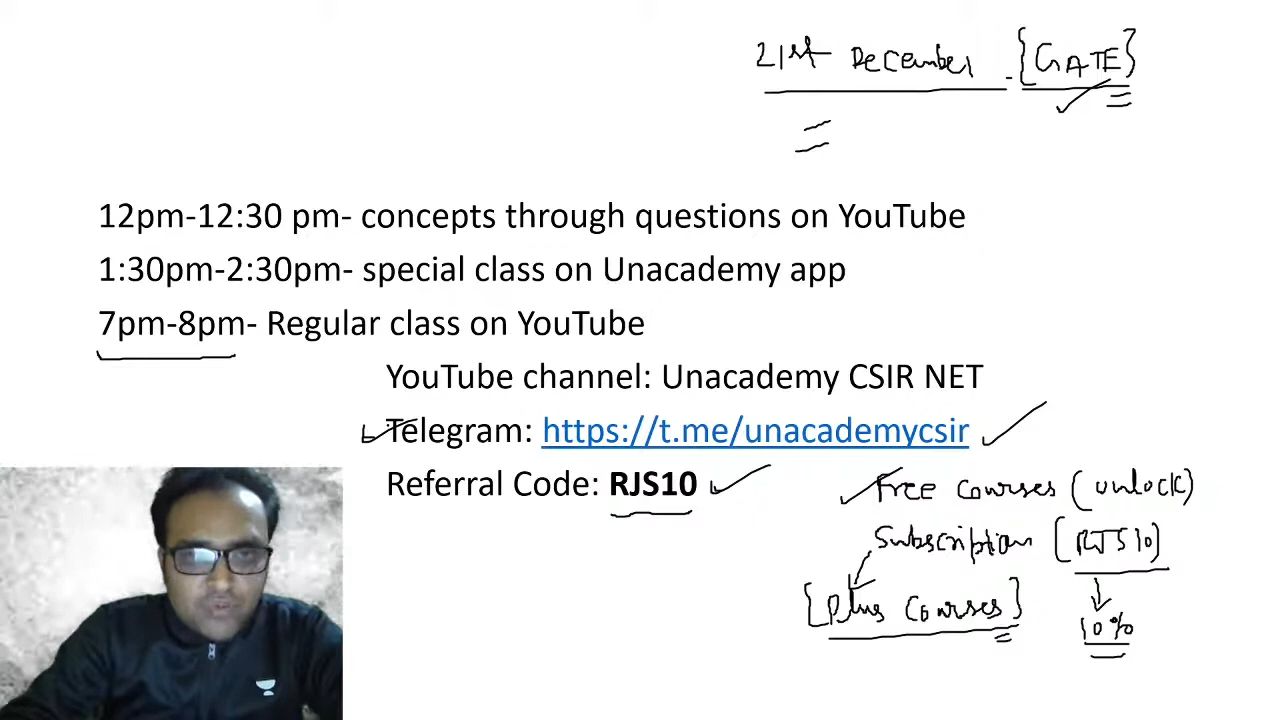 21st December - {GATE}
12pm-12:30 pm- concepts through questions on YouTube
1:30pm-2:30pm- special class on Unacademy app
7pm-8pm- Regular class on YouTube
YouTube channel: Unacademy CSIR NET
Telegram: https://t.me/unacademycsir
Referral Code: RJS10
Free courses (unlock)
Subscription [RJS10]
[Plus Courses]
10%